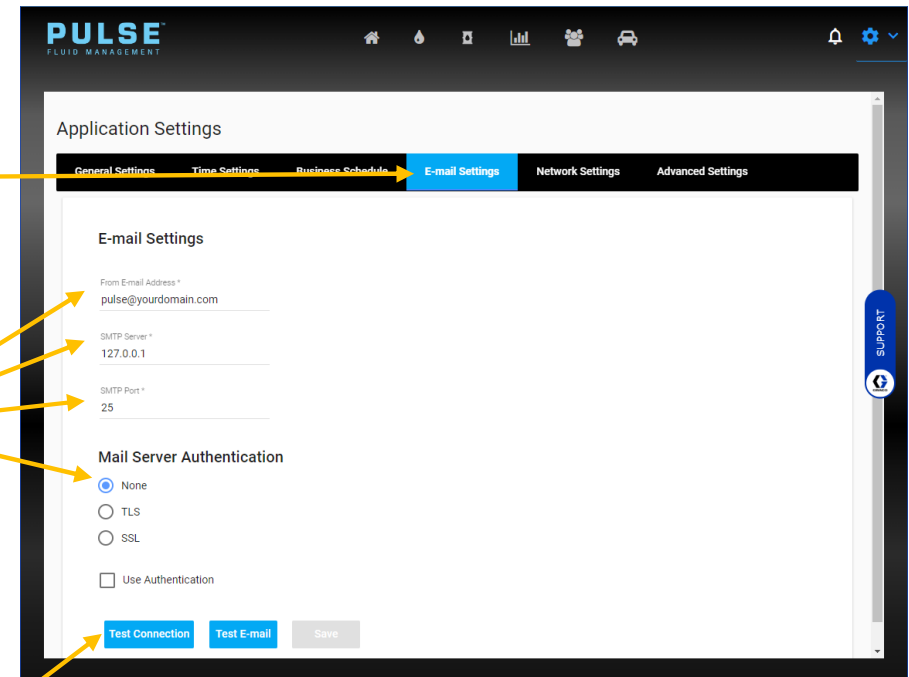 PULSE
FLUID MANAGEMENT
Application Settings
General Settings Time Settings Business Schedule E-mail Settings Network Settings Advanced Settings
E-mail Settings
From E-mail Address *
pulse@yourdomain.com
SMTP Server *
127.0.0.1
SMTP Port *
25
Mail Server Authentication
None
TLS
SSL
Use Authentication
Test Connection Test E-mail Save
SUPPORT